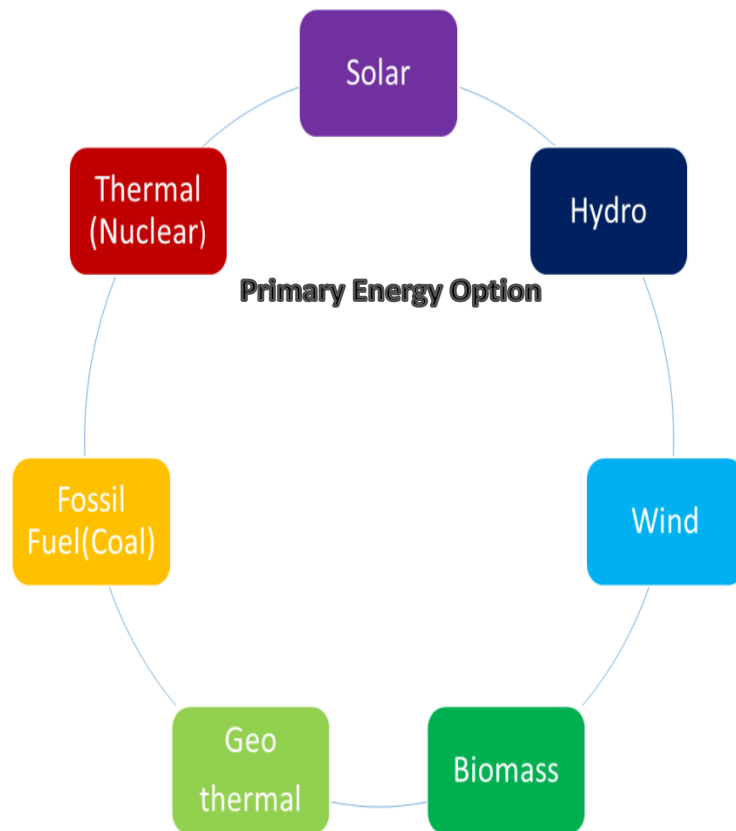 Solar
Thermal
(Nuclear)
Hydro
Primary Energy Option
Fossil
Fuel(Coal)
Wind
Geo
thermal
Biomass